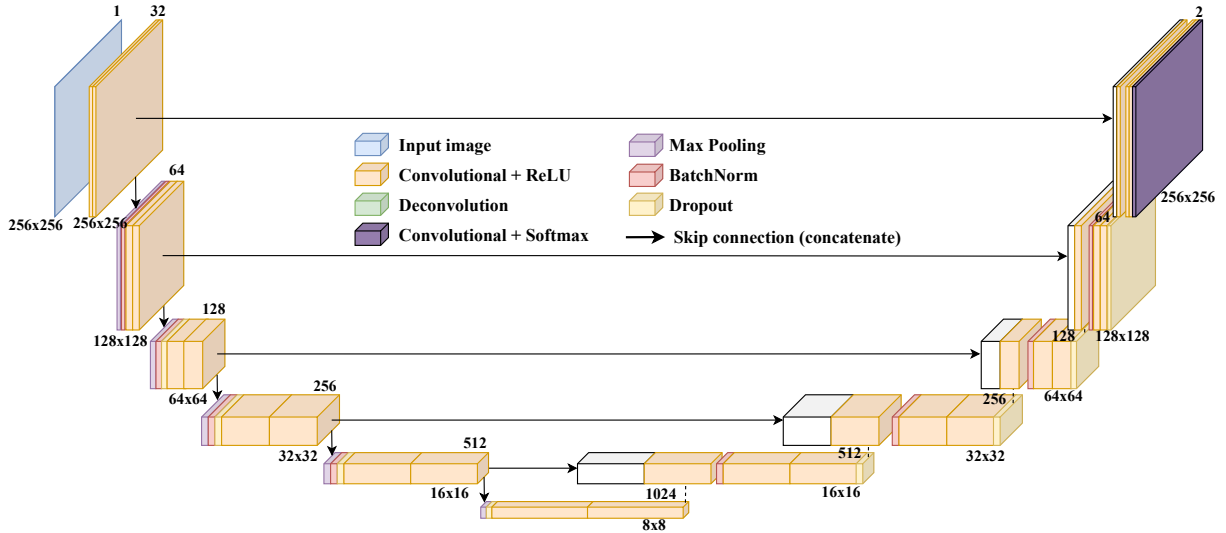 1
32
2
Input image
Max Pooling
Convolutional + ReLU
BatchNorm
64
Deconvolution
Dropout
256x256
256x256
256x256
64
Convolutional + Softmax
Skip connection (concatenate)
128
128x128
128
128x128
64x64
256
256
64x64
32x32
512
512
32x32
16x16
1024
16x16
8x8